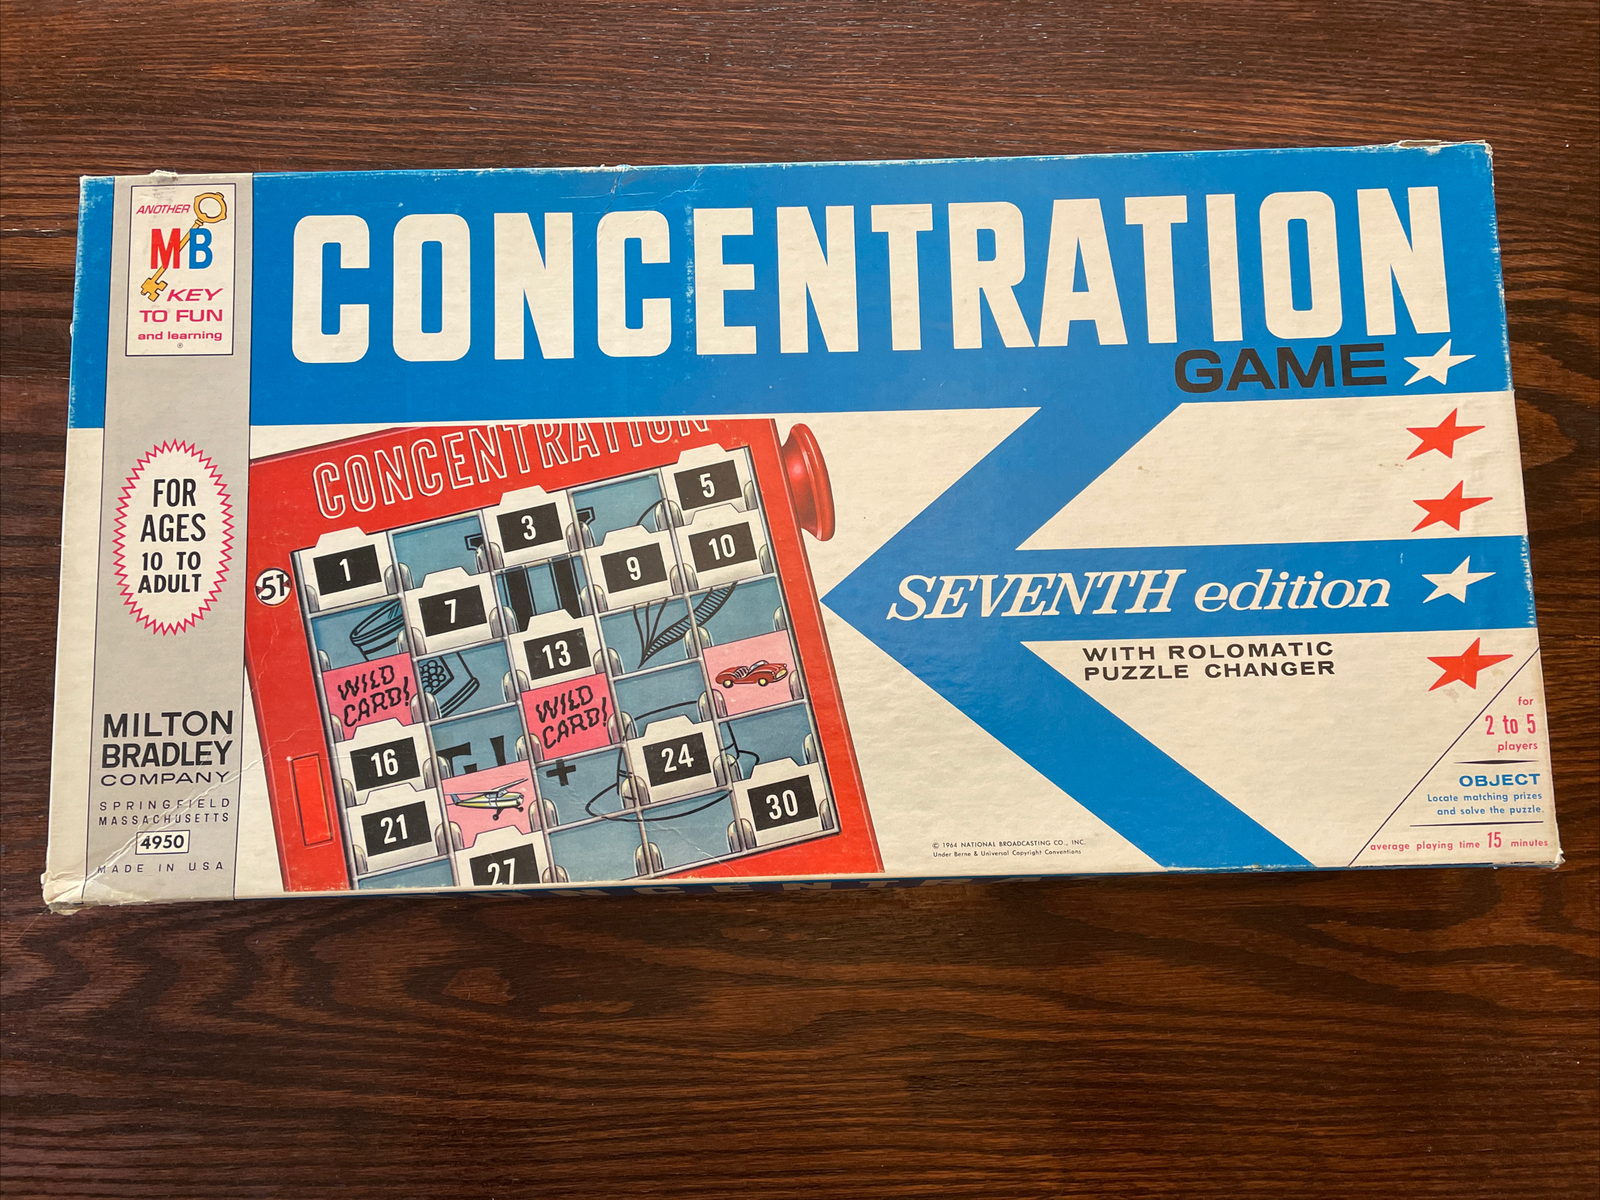 ANOTHER
MB
KEY
TO FUN
and learning
®
CONCENTRATION
GAME
FOR
AGES
10 TO
ADULT
MILTON
BRADLEY
COMPANY
SPRINGFIELD
MASSACHUSETTS
4950
MADE IN U.S.A.
CONCENTRATION
51
1
3
5
7
9
10
13
WILD
CARD!
WILD
CARD!
16
24
21
30
27
SEVENTH edition
WITH ROLOMATIC
PUZZLE CHANGER
© 1964 NATIONAL BROADCASTING CO., INC.
Under Berne & Universal Copyright Conventions
for
2 to 5
players
OBJECT
Locate matching prizes
and solve the puzzle.
average playing time 15 minutes